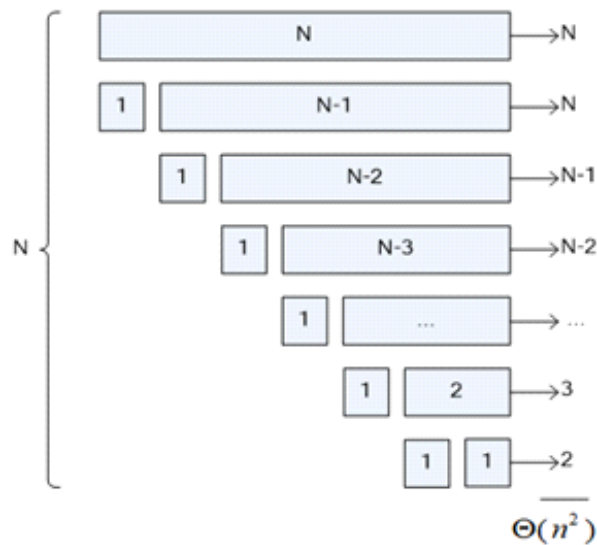 N N
1 N-1 N
1 N-2 N-1
N 1 N-3 N-2
1 ... ...
1 2 3
1 1 2
Θ(n²)